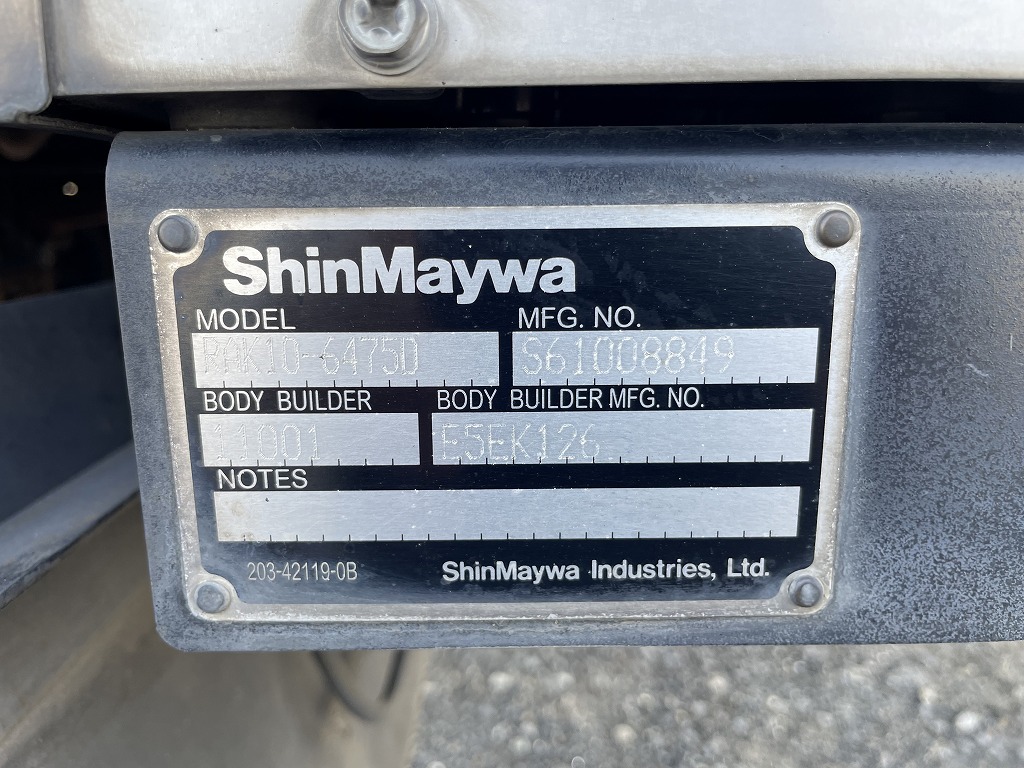 ShinMaywa
MODEL
MFG. NO.
RAK10-6475D
S61008849
BODY BUILDER
BODY BUILDER MFG. NO.
11001
E5EK126
NOTES
203-42119-0B
ShinMaywa Industries, Ltd.